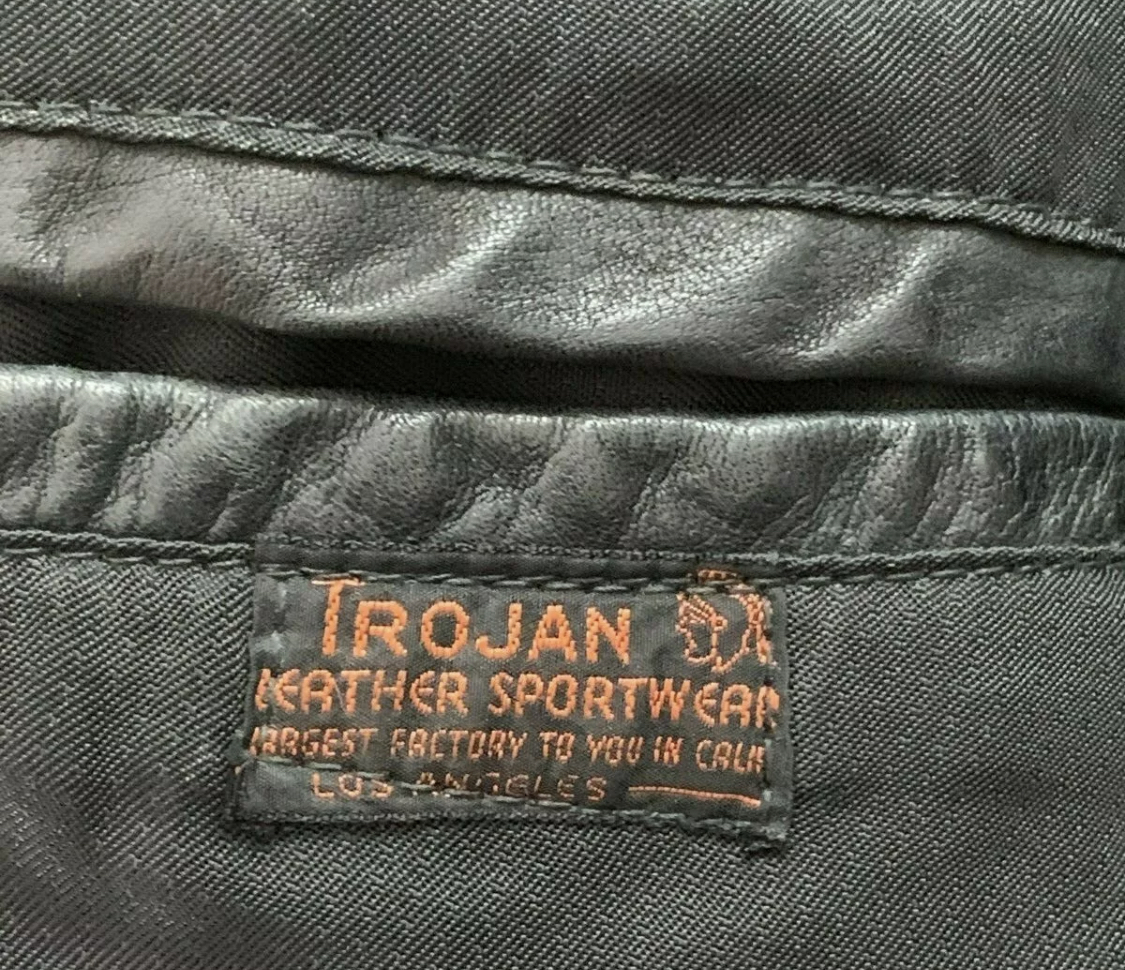 TROJAN
LEATHER SPORTWEAR
LARGEST FACTORY TO YOU IN CALIF
LOS ANGELES